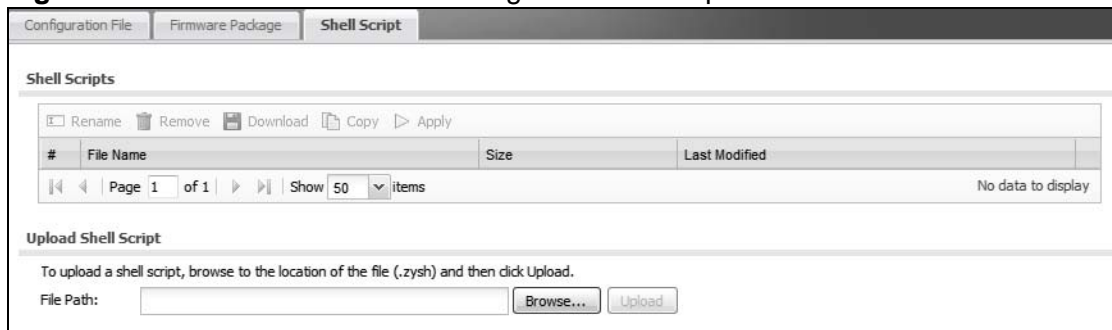 Configuration File Firmware Package Shell Script
Shell Scripts
Rename Remove Download Copy Apply
# File Name Size Last Modified
Page 1 of 1 Show 50 items No data to display
Upload Shell Script
To upload a shell script, browse to the location of the file (.zysh) and then click Upload.
File Path: Browse... Upload